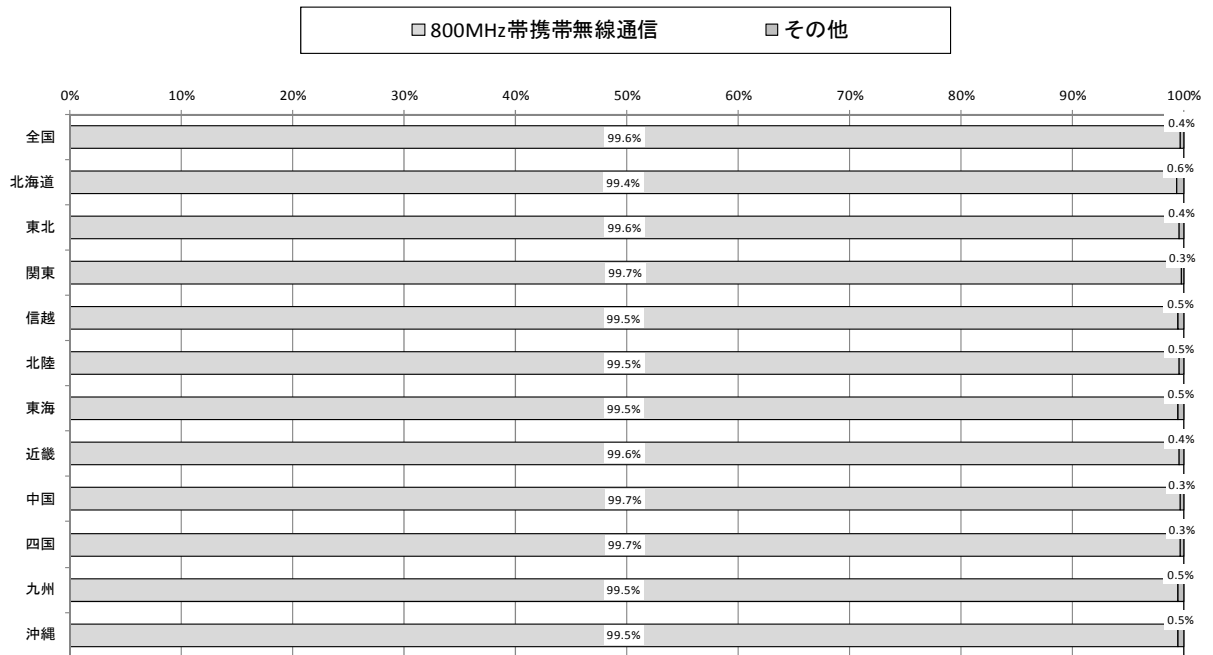 800MHz帯携帯無線通信 その他
0% 10% 20% 30% 40% 50% 60% 70% 80% 90% 100%
全国 99.6% 0.4%
北海道 99.4% 0.6%
東北 99.6% 0.4%
関東 99.7% 0.3%
信越 99.5% 0.5%
北陸 99.5% 0.5%
東海 99.5% 0.5%
近畿 99.6% 0.4%
中国 99.7% 0.3%
四国 99.7% 0.3%
九州 99.5% 0.5%
沖縄 99.5% 0.5%